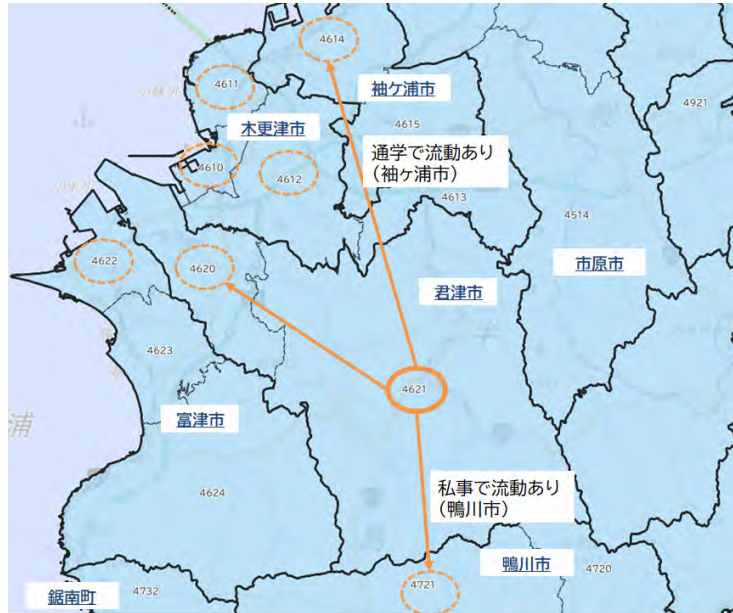 4614
4611
袖ケ浦市
4921
木更津市
4615
通学で流動あり
（袖ヶ浦市）
4610
4612
4613
4514
4622
4620
市原市
君津市
半
4623
4621
富津市
浦
4624
私事で流動あり
（鴨川市）
鴨川市
4720
4721
4732
鋸南町